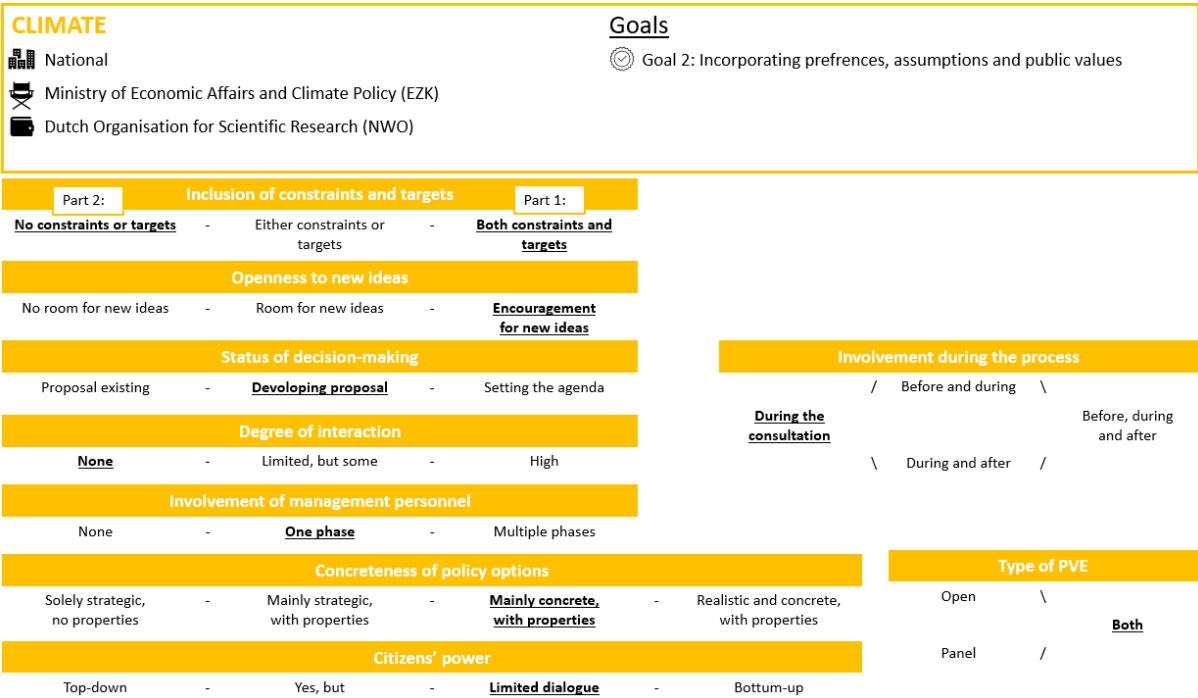 CLIMATE
National
Ministry of Economic Affairs and Climate Policy (EZK)
Dutch Organisation for Scientific Research (NWO)
Goals
Goal 2: Incorporating prefrences, assumptions and public values
Inclusion of constraints and targets
Part 2:
Part 1:
No constraints or targets - Either constraints or - Both constraints and
targets targets
Openness to new ideas
No room for new ideas - Room for new ideas - Encouragement
for new ideas
Status of decision-making
Proposal existing - Devoloping proposal - Setting the agenda
Degree of interaction
None - Limited, but some - High
Involvement of management personnel
None - One phase - Multiple phases
Involvement during the process
/ Before and during \
During the
consultation
Before, during
and after
\ During and after /
Concreteness of policy options
Solely strategic, - Mainly strategic, - Mainly concrete, - Realistic and concrete,
no properties with properties with properties with properties
Citizens' power
Top-down - Yes, but - Limited dialogue - Bottum-up
Type of PVE
Open \
Both
Panel /